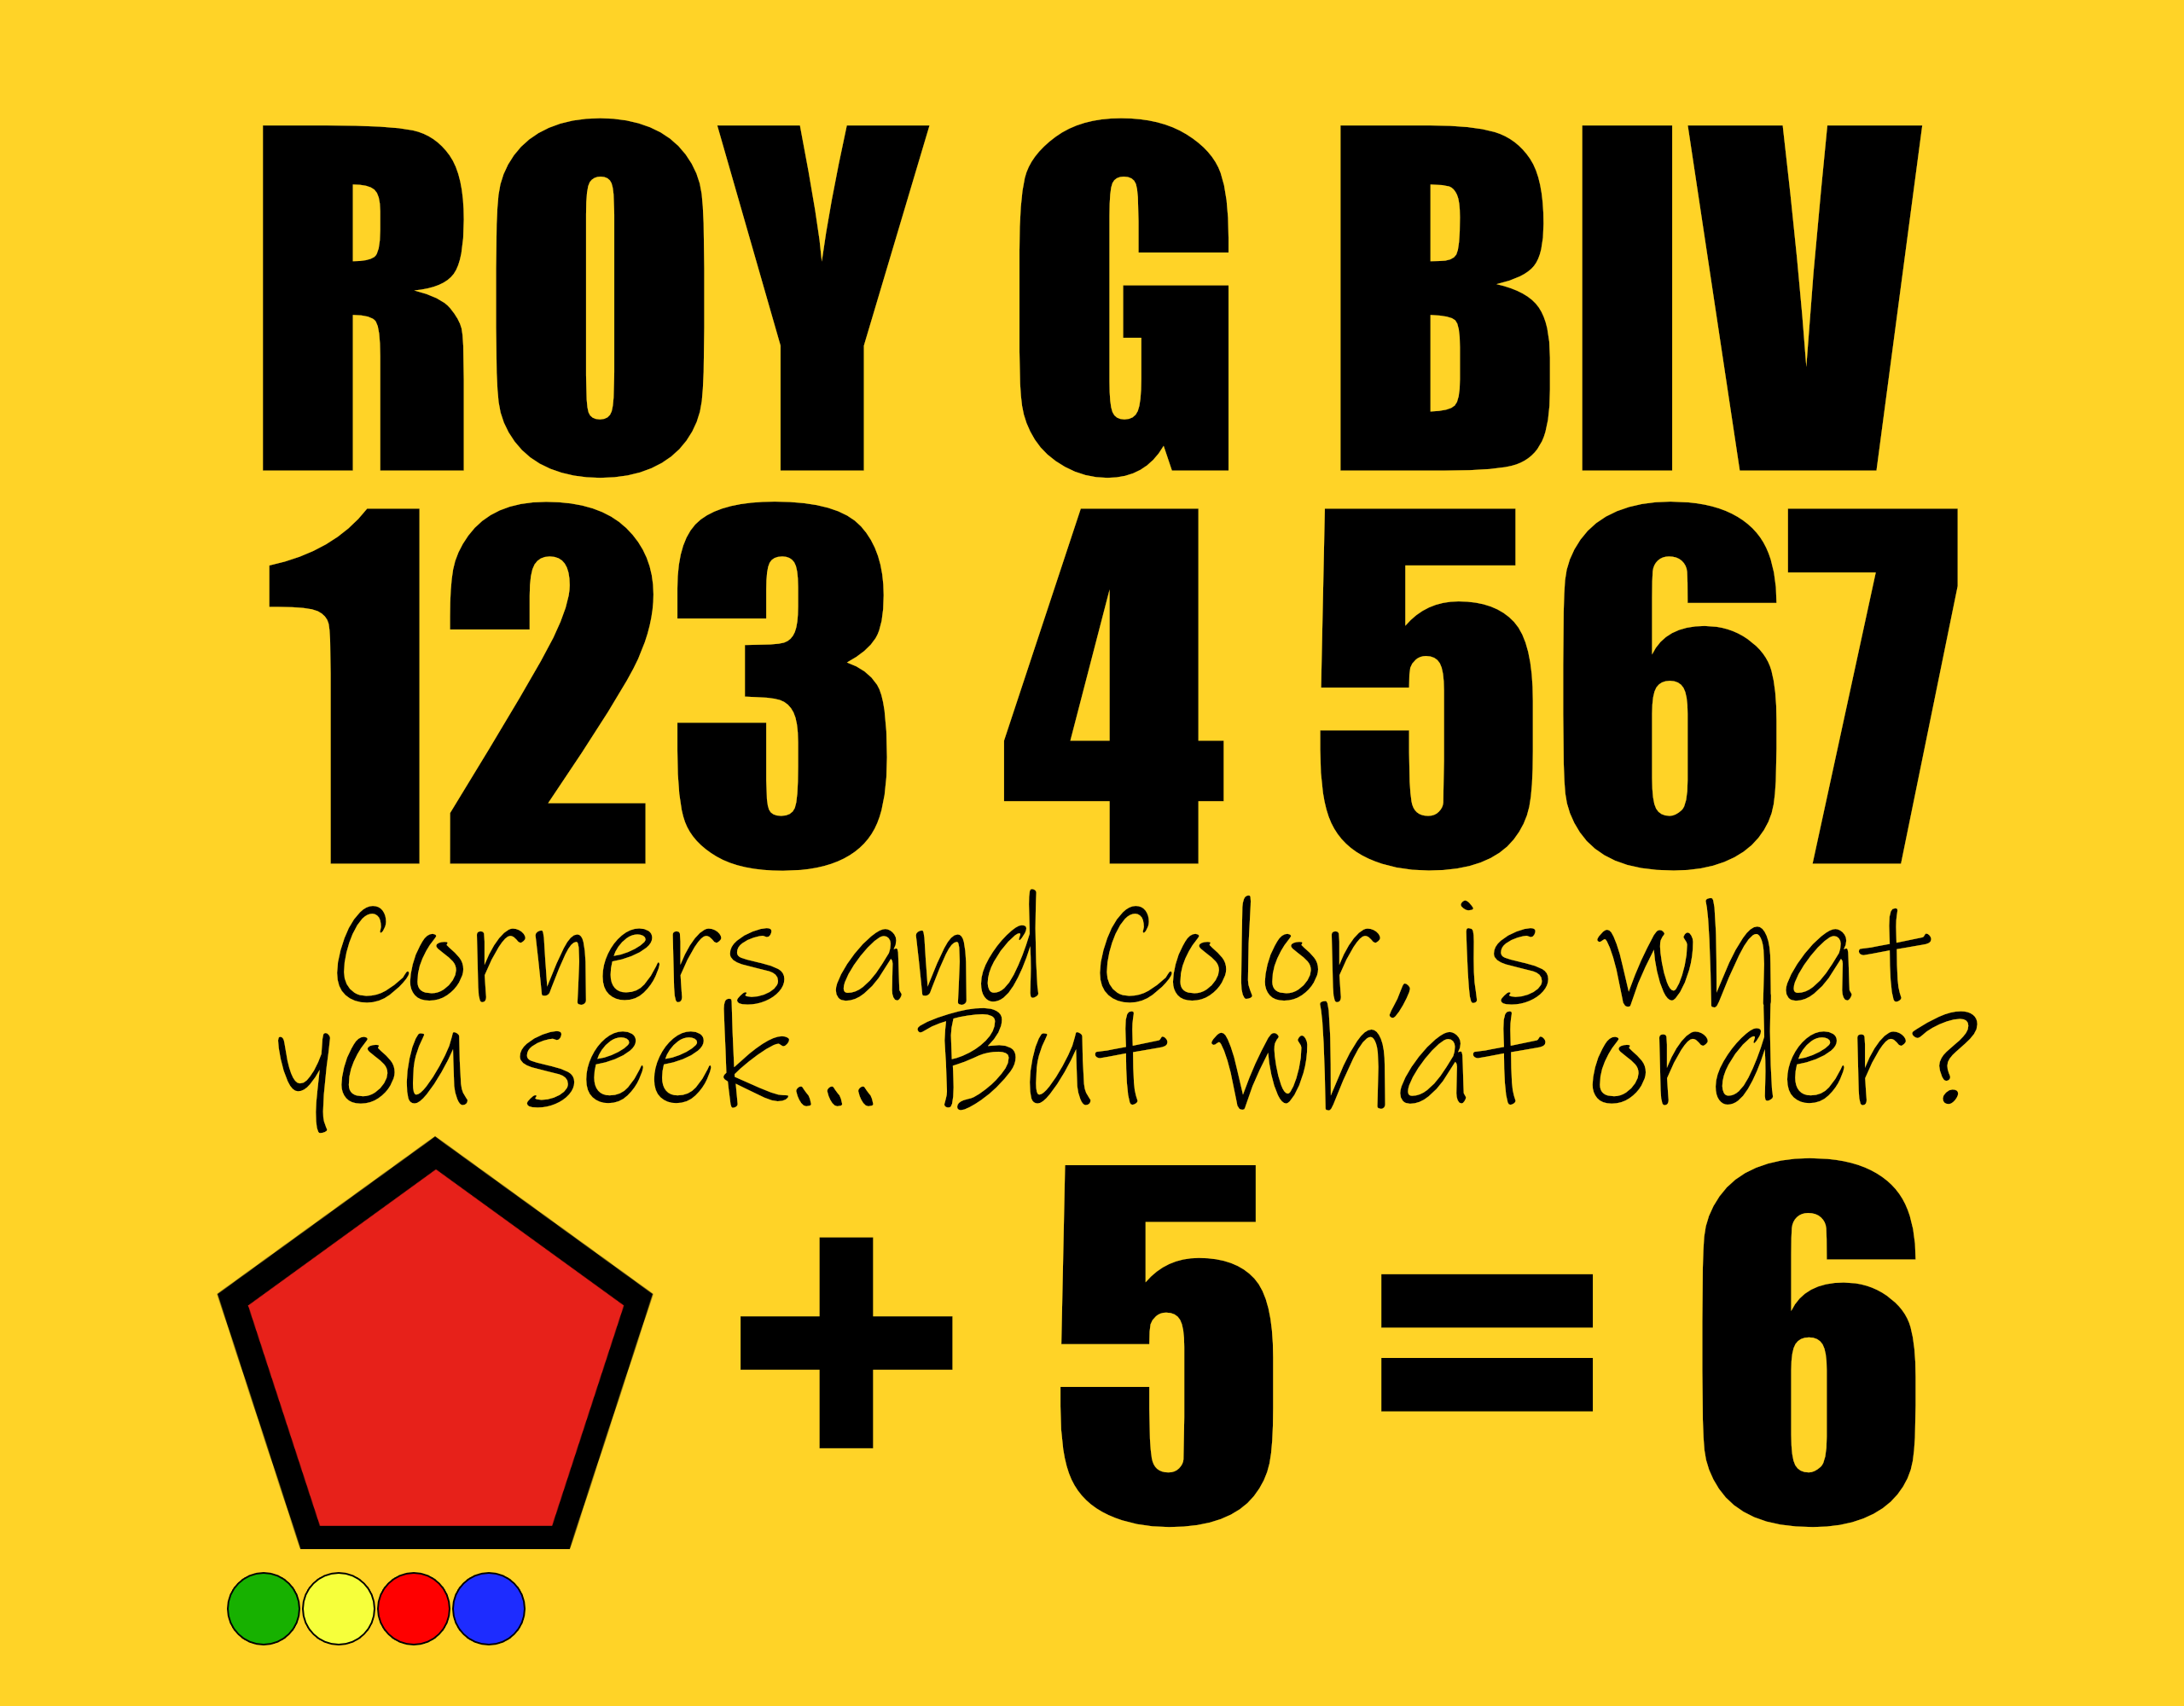 ROY G BIV
123 4 567
Corners and Color, is what
you seek... But what order?
+ 5 = 6